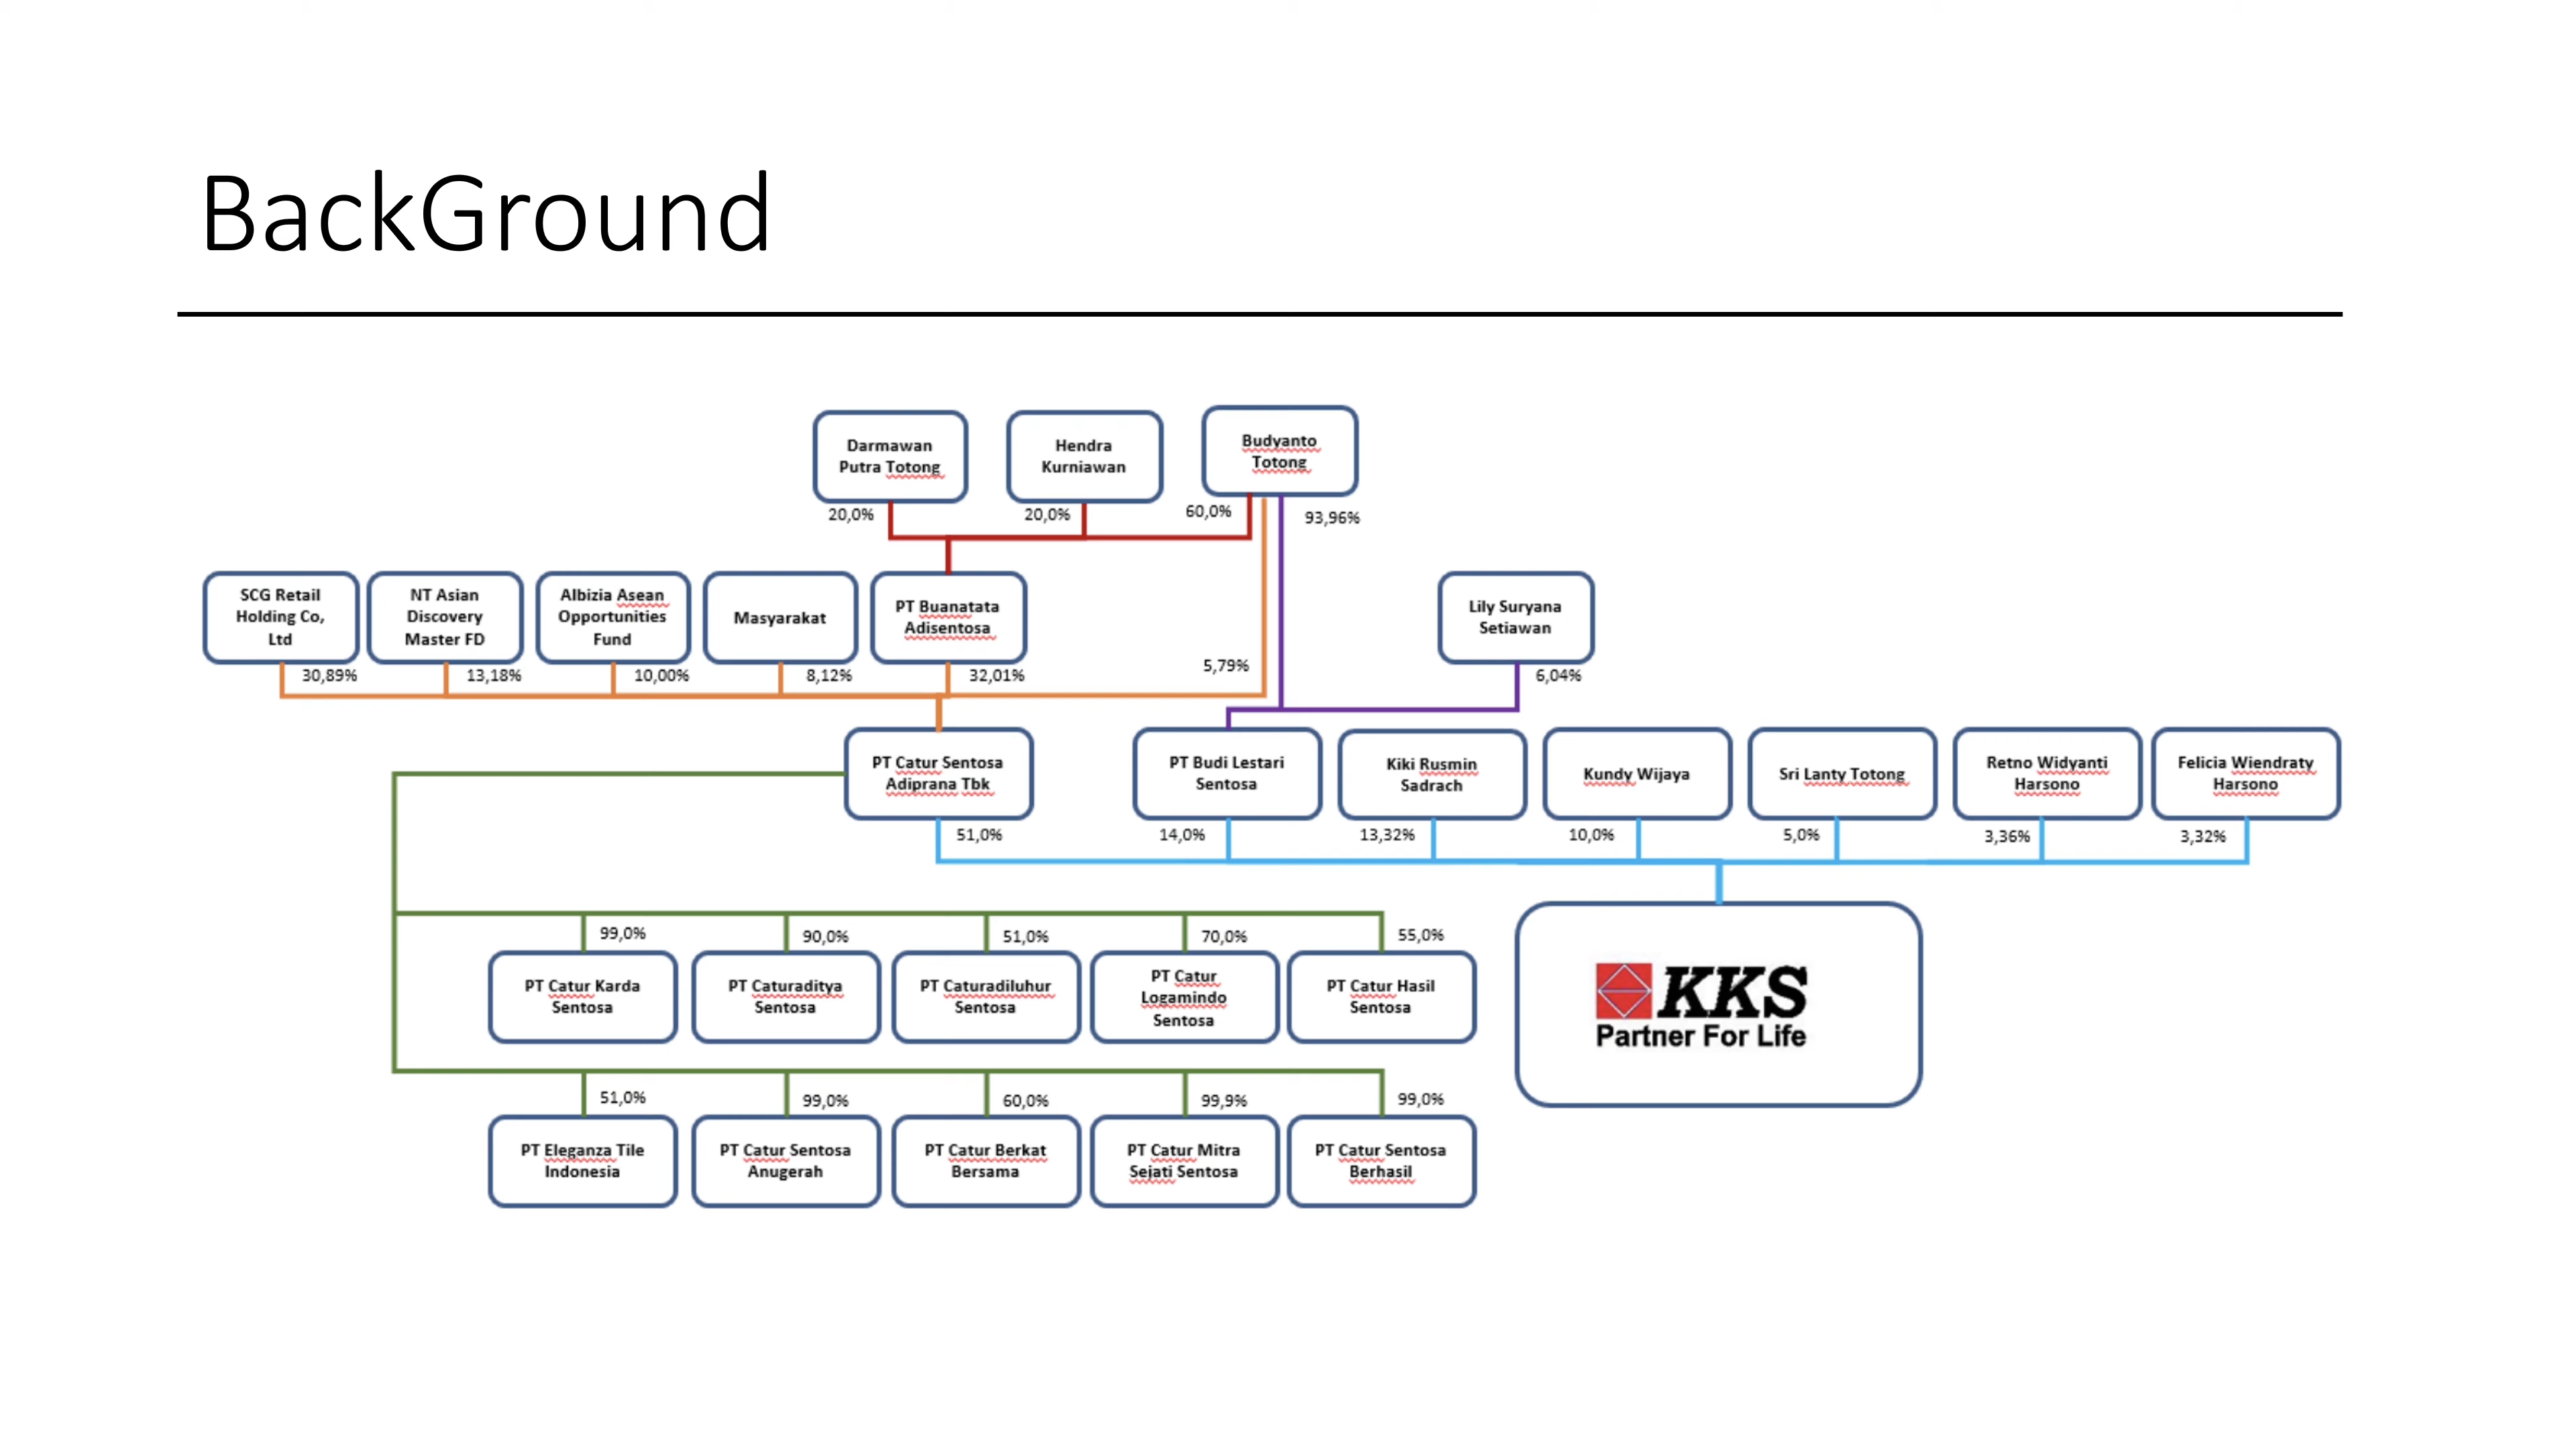 BackGround
Darmawan
Putra Totong
Hendra
Kurniawan
Budyanto
Totong
20,0%
20,0%
60,0%
93,96%
SCG Retail
Holding Co,
Ltd
NT Asian
Discovery
Master FD
Albizia Asean
Opportunities
Fund
Masyarakat
PT Buanatata
Adisentosa
Lily Suryana
Setiawan
30,89%
13,18%
10,00%
8,12%
32,01%
5,79%
6,04%
PT Catur Sentosa
Adiprana Tbk
PT Budi Lestari
Sentosa
Kiki Rusmin
Sadrach
Kundy Wijaya
Sri Lanty Totong
Retno Widyanti
Harsono
Felicia Wiendraty
Harsono
51,0%
14,0%
13,32%
10,0%
5,0%
3,36%
3,32%
99,0%
90,0%
51,0%
70,0%
55,0%
PT Catur Karda
Sentosa
PT Caturaditya
Sentosa
PT Caturadiluhur
Sentosa
PT Catur
Logamindo
Sentosa
PT Catur Hasil
Sentosa
KKS
Partner For Life
51,0%
99,0%
60,0%
99,9%
99,0%
PT Eleganza Tile
Indonesia
PT Catur Sentosa
Anugerah
PT Catur Berkat
Bersama
PT Catur Mitra
Sejati Sentosa
PT Catur Sentosa
Berhasil